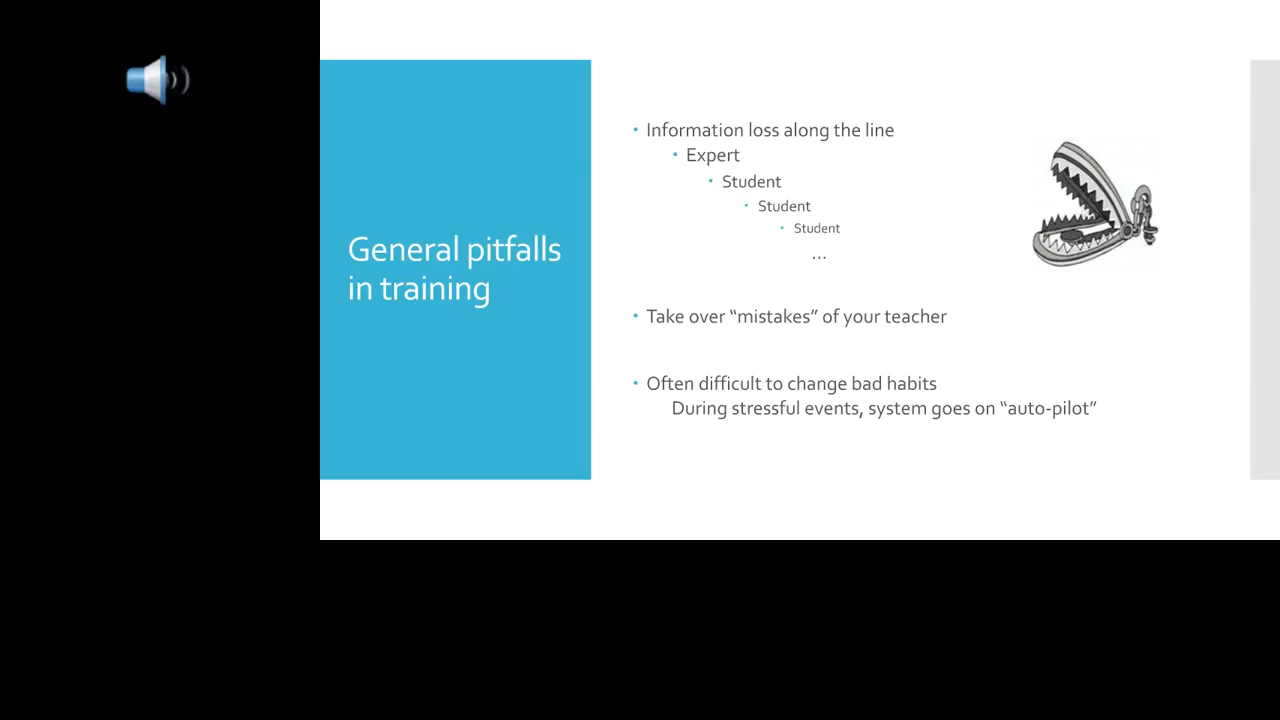 General pitfalls
in training
• Information loss along the line
• Expert
• Student
• Student
• Student
...
• Take over “mistakes” of your teacher
• Often difficult to change bad habits
During stressful events, system goes on “auto-pilot”